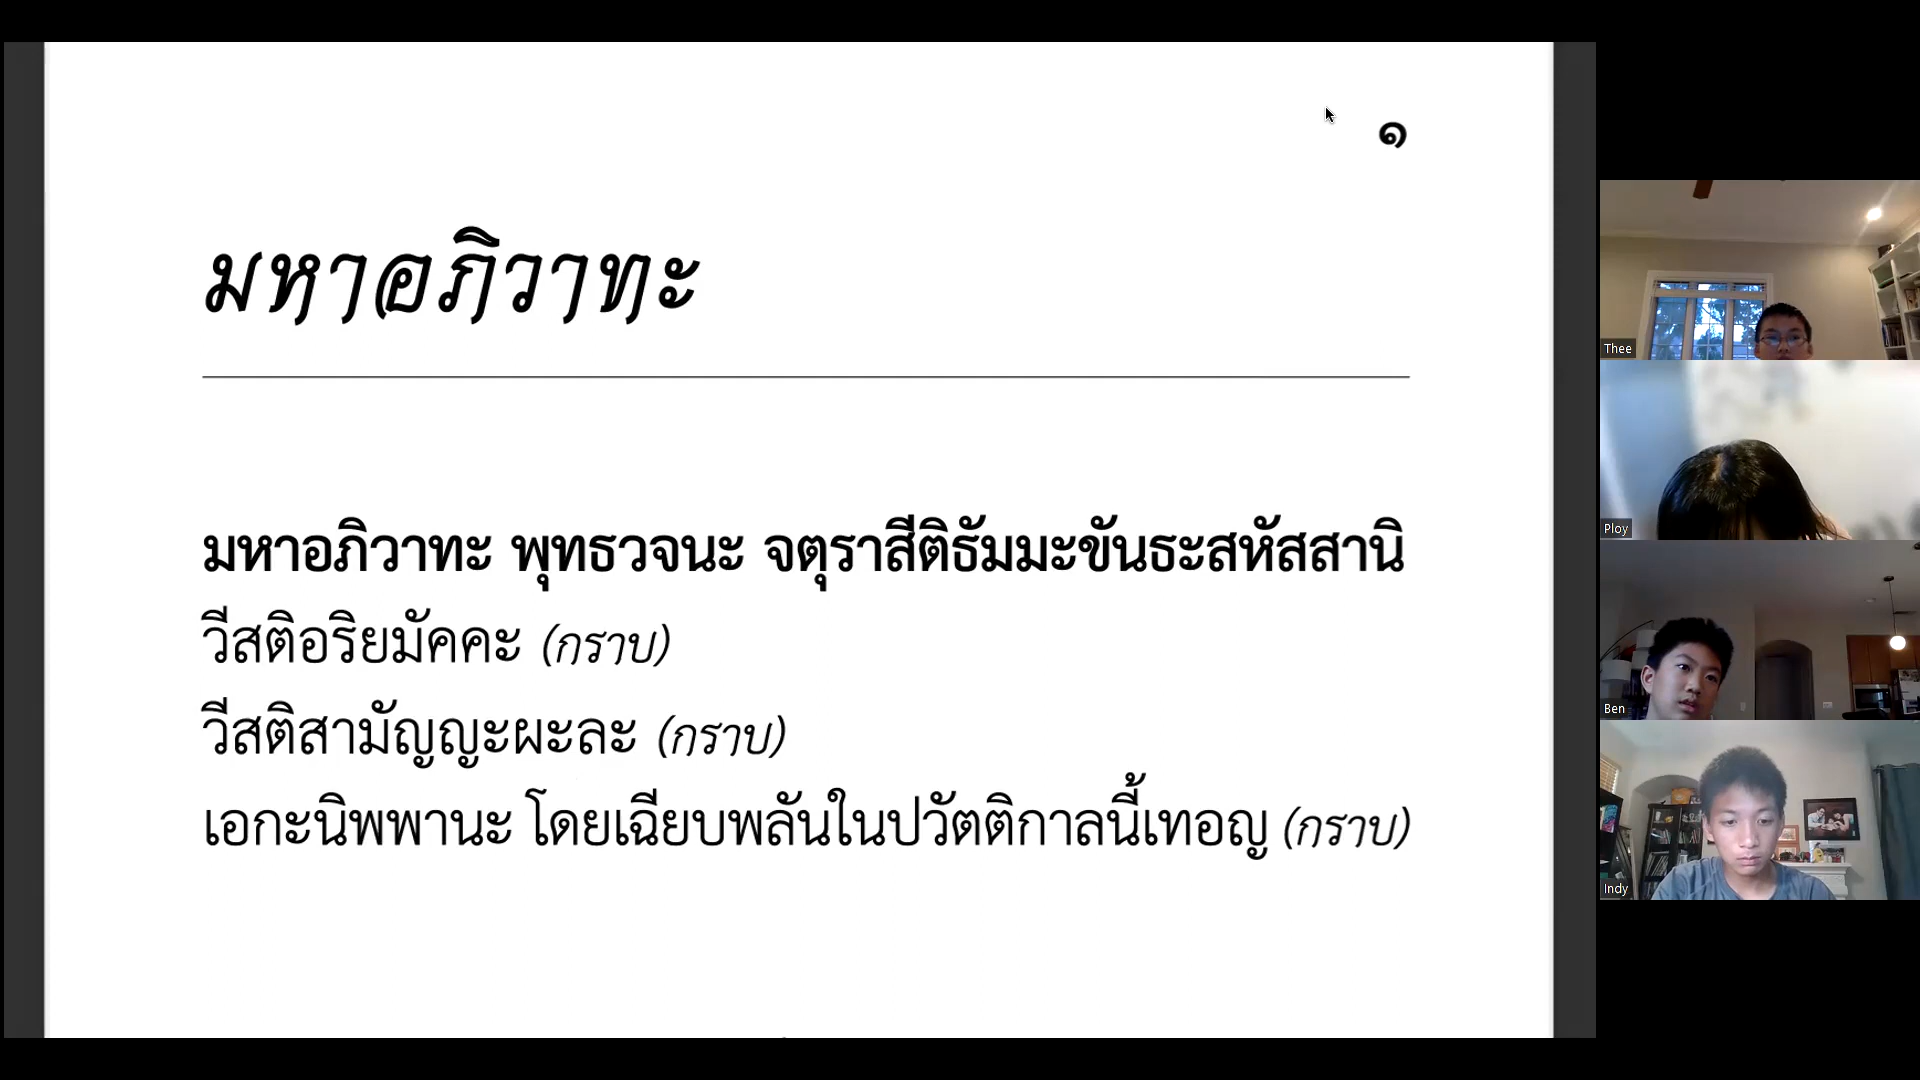 ๑
มหาอภิวาทะ
มหาอภิวาทะ พุทธวจนะ จตุราสีติธัมมะขันธะสหัสสานิ
วีสติอริยมัคคะ (กราบ)
วีสติสามัญญะผะละ (กราบ)
เอกะนิพพานะ โดยเฉียบพลันในปวัตติกาลนี้เทอญ (กราบ)
Thee
Ploy
Ben
Indy